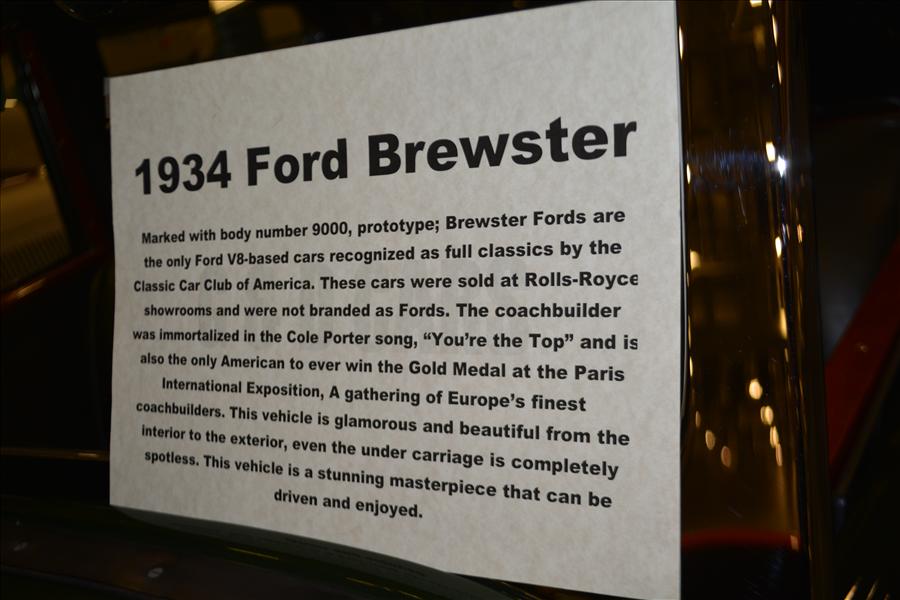 1934 Ford Brewster
Marked with body number 9000, prototype; Brewster Fords are
the only Ford V8-based cars recognized as full classics by the
Classic Car Club of America. These cars were sold at Rolls-Royce
showrooms and were not branded as Fords. The coachbuilder
was immortalized in the Cole Porter song, “You’re the Top” and is
also the only American to ever win the Gold Medal at the Paris
International Exposition, A gathering of Europe’s finest
coachbuilders. This vehicle is glamorous and beautiful from the
interior to the exterior, even the under carriage is completely
spotless. This vehicle is a stunning masterpiece that can be
driven and enjoyed.